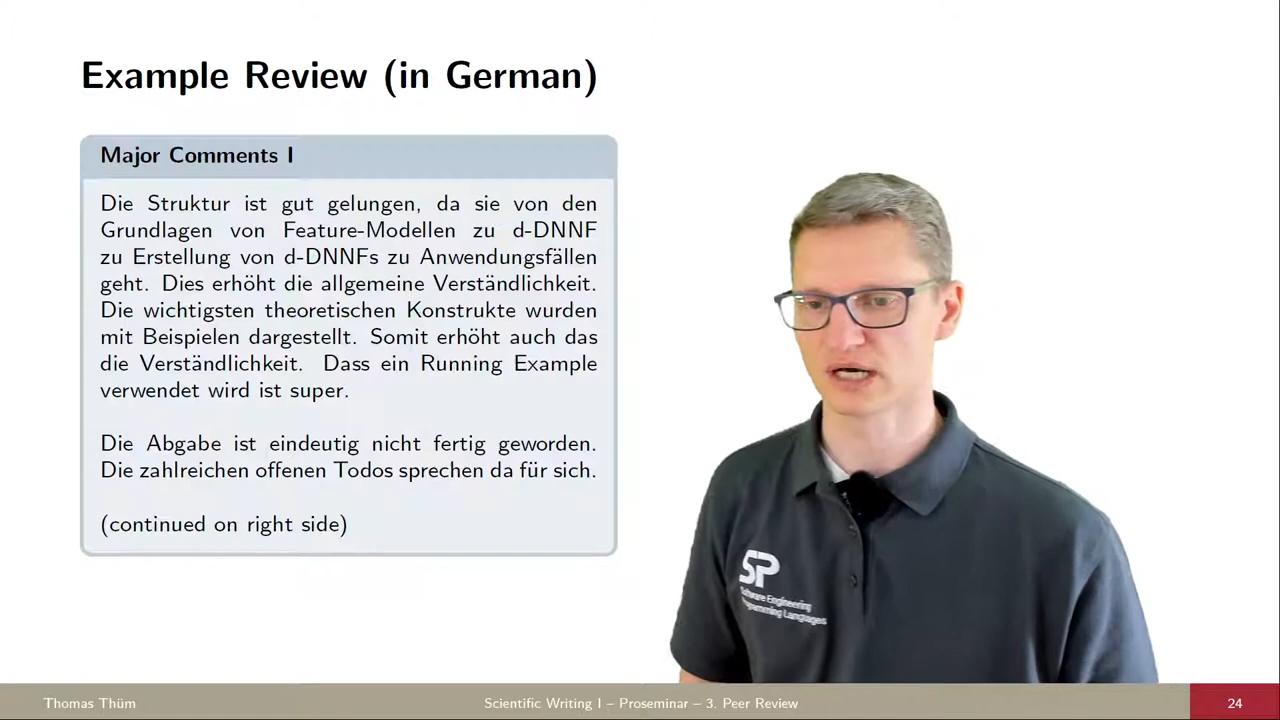 Example Review (in German)
Major Comments I
Die Struktur ist gut gelungen, da sie von den
Grundlagen von Feature-Modellen zu d-DNNF
zu Erstellung von d-DNNFs zu Anwendungsfällen
geht. Dies erhöht die allgemeine Verständlichkeit.
Die wichtigsten theoretischen Konstrukte wurden
mit Beispielen dargestellt. Somit erhöht auch das
die Verständlichkeit. Dass ein Running Example
verwendet wird ist super.
Die Abgabe ist eindeutig nicht fertig geworden.
Die zahlreichen offenen Todos sprechen da für sich.
(continued on right side)
SP
Software Engineering
Programming Languages
Thomas Thüm
Scientific Writing I – Proseminar – 3. Peer Review
24